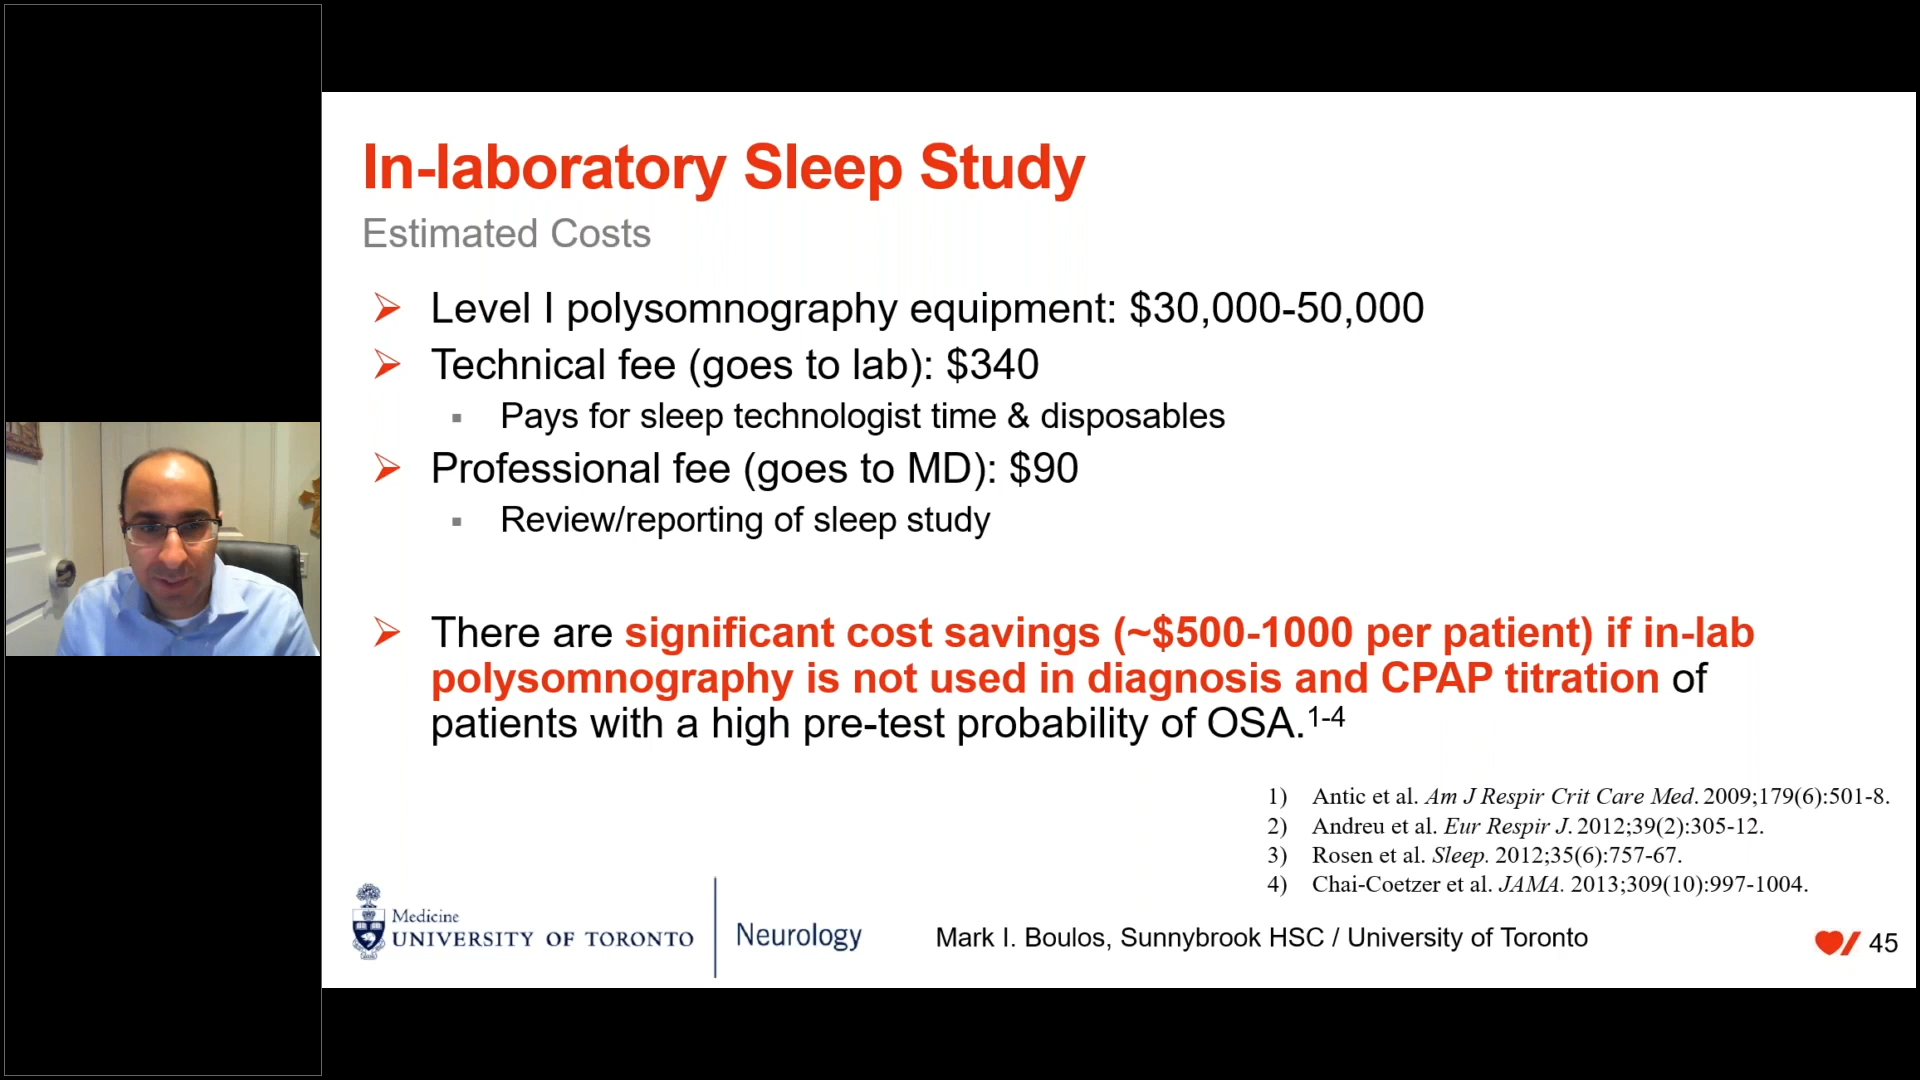 In-laboratory Sleep Study
Estimated Costs
Level I polysomnography equipment: $30,000-50,000
Technical fee (goes to lab): $340
Pays for sleep technologist time & disposables
Professional fee (goes to MD): $90
Review/reporting of sleep study
There are significant cost savings (~$500-1000 per patient) if in-lab
polysomnography is not used in diagnosis and CPAP titration of
patients with a high pre-test probability of OSA.1-4
1) Antic et al. Am J Respir Crit Care Med. 2009;179(6):501-8.
2) Andreu et al. Eur Respir J. 2012;39(2):305-12.
3) Rosen et al. Sleep. 2012;35(6):757-67.
4) Chai-Coetzer et al. JAMA. 2013;309(10):997-1004.
Medicine
UNIVERSITY OF TORONTO
Neurology
Mark I. Boulos, Sunnybrook HSC / University of Toronto
45